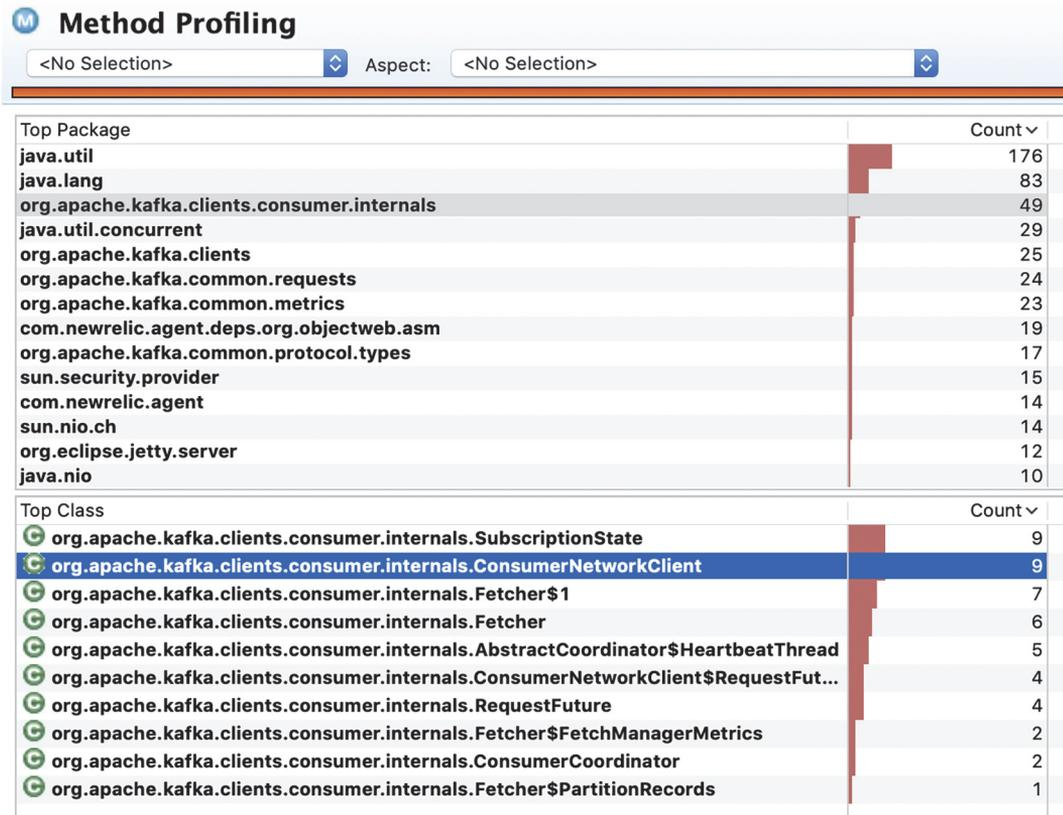 M Method Profiling
<No Selection> Aspect: <No Selection>
Top Package Count
java.util 176
java.lang 83
org.apache.kafka.clients.consumer.internals 49
java.util.concurrent 29
org.apache.kafka.clients 25
org.apache.kafka.common.requests 24
org.apache.kafka.common.metrics 23
com.newrelic.agent.deps.org.objectweb.asm 19
org.apache.kafka.common.protocol.types 17
sun.security.provider 15
com.newrelic.agent 14
sun.nio.ch 14
org.eclipse.jetty.server 12
java.nio 10
Top Class Count
C org.apache.kafka.clients.consumer.internals.SubscriptionState 9
C org.apache.kafka.clients.consumer.internals.ConsumerNetworkClient 9
C org.apache.kafka.clients.consumer.internals.Fetcher$1 7
C org.apache.kafka.clients.consumer.internals.Fetcher 6
C org.apache.kafka.clients.consumer.internals.AbstractCoordinator$HeartbeatThread 5
C org.apache.kafka.clients.consumer.internals.ConsumerNetworkClient$RequestFut... 4
C org.apache.kafka.clients.consumer.internals.RequestFuture 4
C org.apache.kafka.clients.consumer.internals.Fetcher$FetchManagerMetrics 2
C org.apache.kafka.clients.consumer.internals.ConsumerCoordinator 2
C org.apache.kafka.clients.consumer.internals.Fetcher$PartitionRecords 1